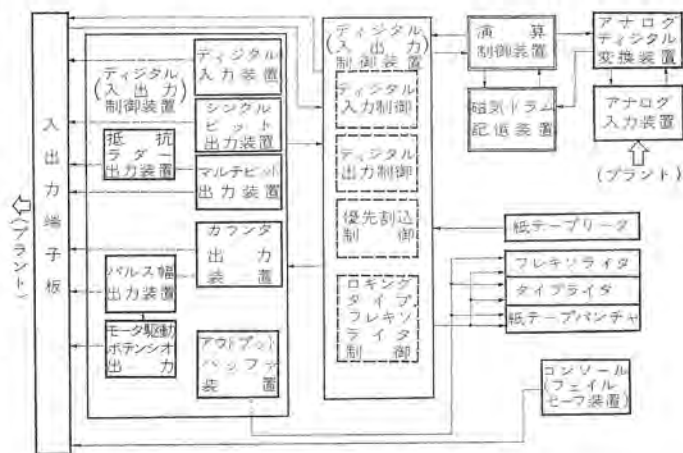 入出力端子板
(プラント)
(ディジタル
入出力
制御装置)
ディジタル
入力装置
シングル
ビット
出力装置
抵抗
ラダー
出力装置
マルチビット
出力装置
カウンタ
出力
装置
パルス幅
出力装置
モータ駆動
ポテンシオ
出力
アウトプット
バッファ
装置
ディジタル
(入出力)
制御装置
ディジタル
入力制御
ディジタル
出力制御
優先割込
制御
ロギング
タイプ
フレキソ
ライタ
制御
演算
制御装置
磁気ドラム
記憶装置
アナログ
ディジタル
変換装置
アナログ
入力装置
(プラント)
紙テープリーダ
フレキソライタ
タイプライタ
紙テープパンチャ
コンソール
(フェイル
セーフ装置)